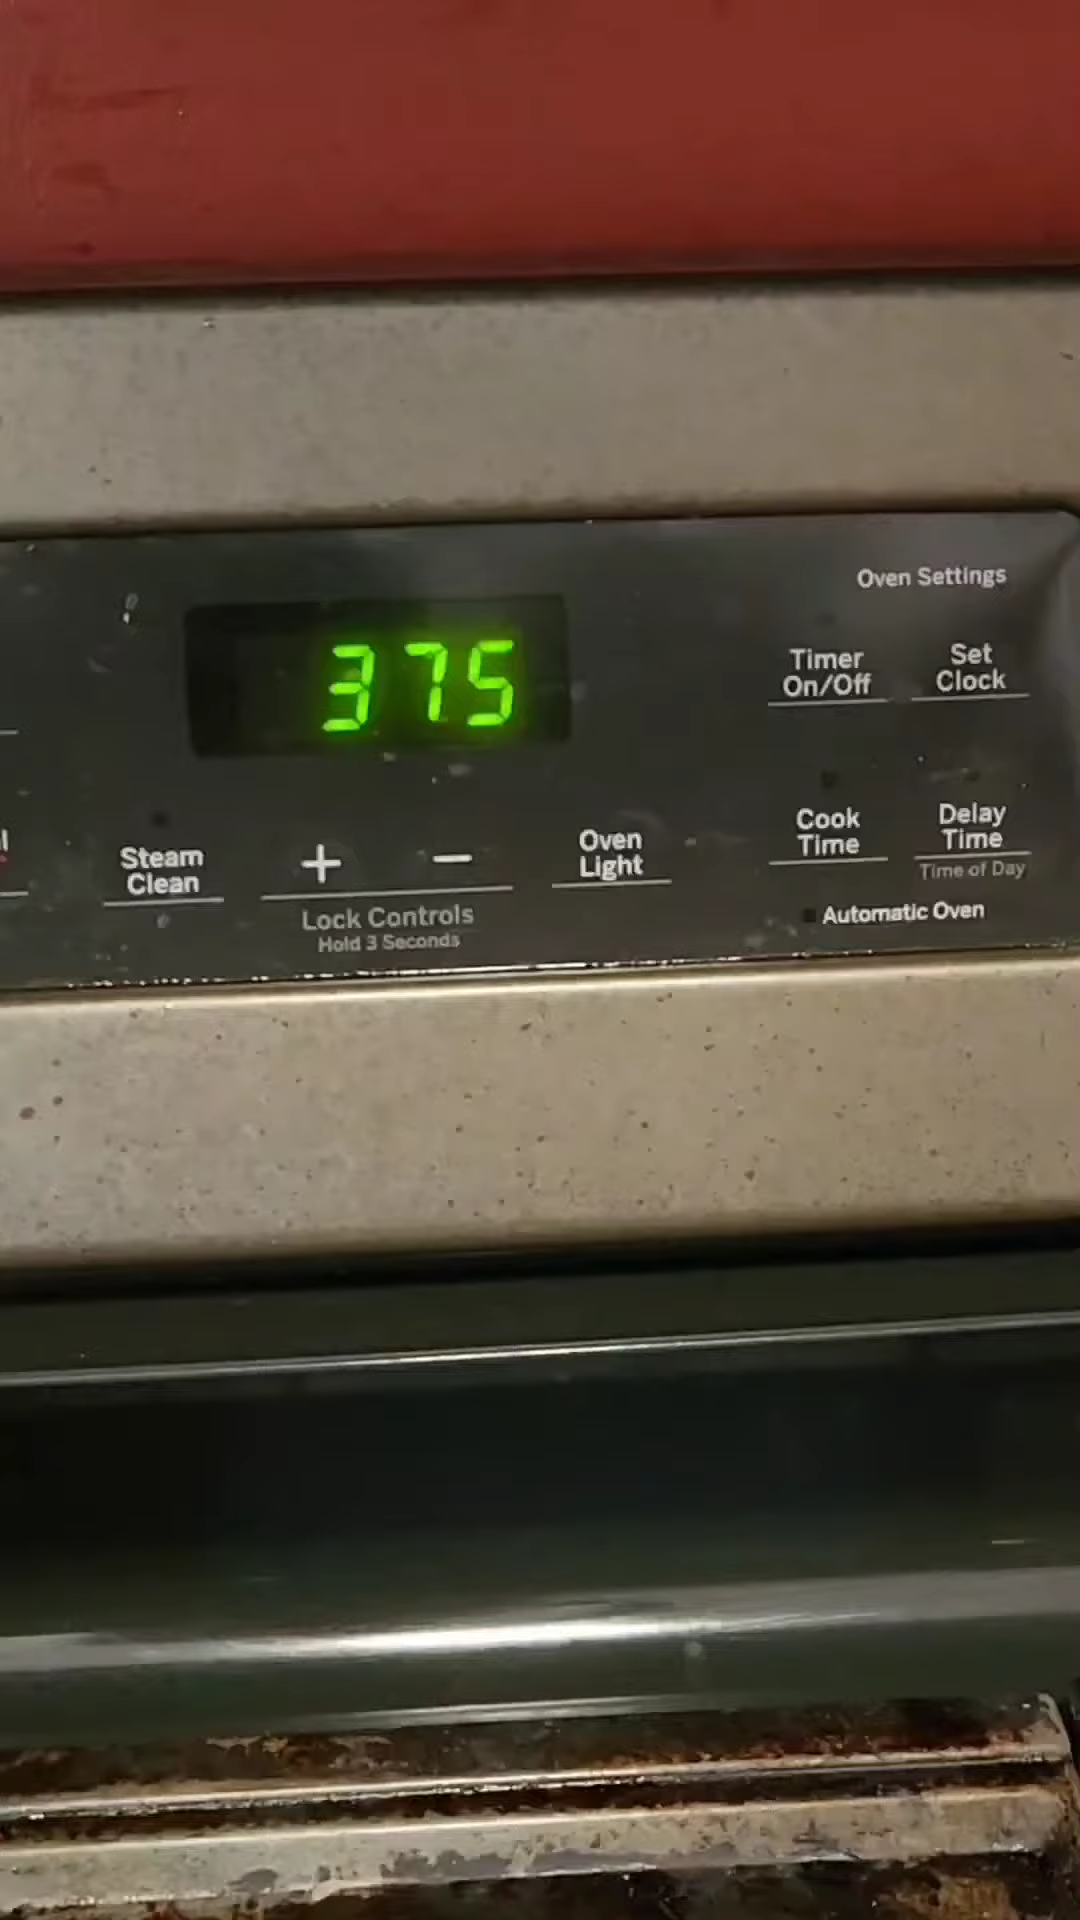 Oven Settings
375
Timer
On/Off
Set
Clock
Steam
Clean
+
−
Lock Controls
Hold 3 Seconds
Oven
Light
Cook
Time
Delay
Time
Time of Day
Automatic Oven